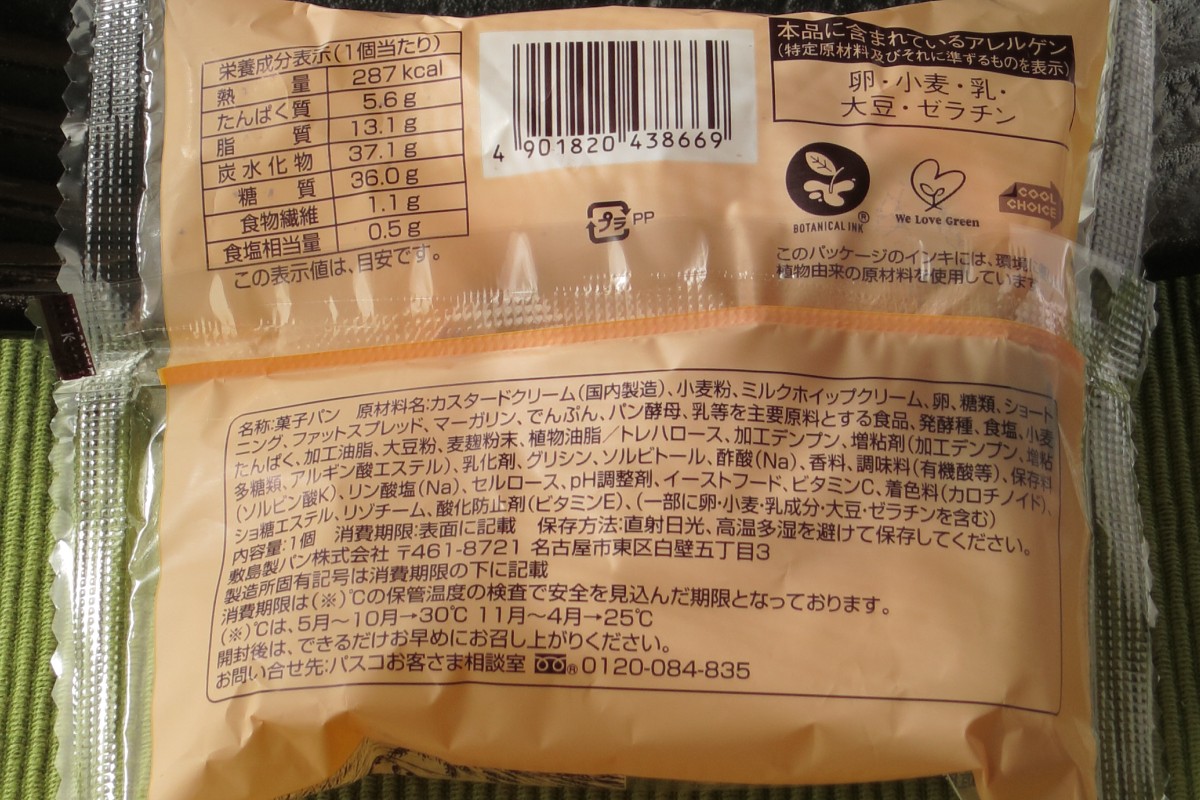 栄養成分表示(1個当たり)
熱量 287 kcal
たんぱく質 5.6 g
脂質 13.1 g
炭水化物 37.1 g
糖質 36.0 g
食物繊維 1.1 g
食塩相当量 0.5 g
この表示値は、目安です。
4 901820 438669
プラ PP
本品に含まれているアレルゲン
(特定原材料及びそれに準ずるものを表示)
卵・小麦・乳・
大豆・ゼラチン
BOTANICAL INK®
We Love Green
COOL
CHOICE
このパッケージのインキには、環境
植物由来の原材料を使用しています
名称:菓子パン 原材料名:カスタードクリーム(国内製造)、小麦粉、ミルクホイップクリーム、卵、糖類、ショート
ニング、ファットスプレッド、マーガリン、でんぷん、パン酵母、乳等を主要原料とする食品、発酵種、食塩、小麦
たんぱく、加工油脂、大豆粉、麦麹粉末、植物油脂/トレハロース、加工デンプン、増粘剤(加工デンプン、増粘
多糖類、アルギン酸エステル)、乳化剤、グリシン、ソルビトール、酢酸(Na)、香料、調味料(有機酸等)、保存料
(ソルビン酸K)、リン酸塩(Na)、セルロース、pH調整剤、イーストフード、ビタミンC、着色料(カロチノイド)、
ショ糖エステル、リゾチーム、酸化防止剤(ビタミンE)、(一部に卵・小麦・乳成分・大豆・ゼラチンを含む)
内容量:1個 消費期限:表面に記載 保存方法:直射日光、高温多湿を避けて保存してください。
敷島製パン株式会社 〒461-8721 名古屋市東区白壁五丁目3
製造所固有記号は消費期限の下に記載
消費期限は(※)℃の保管温度の検査で安全を見込んだ期限となっております。
(※)℃は、5月~10月→30℃ 11月~4月→25℃
開封後は、できるだけお早めにお召し上がりください。
お問い合せ先:パスコお客さま相談室 ® 0120-084-835